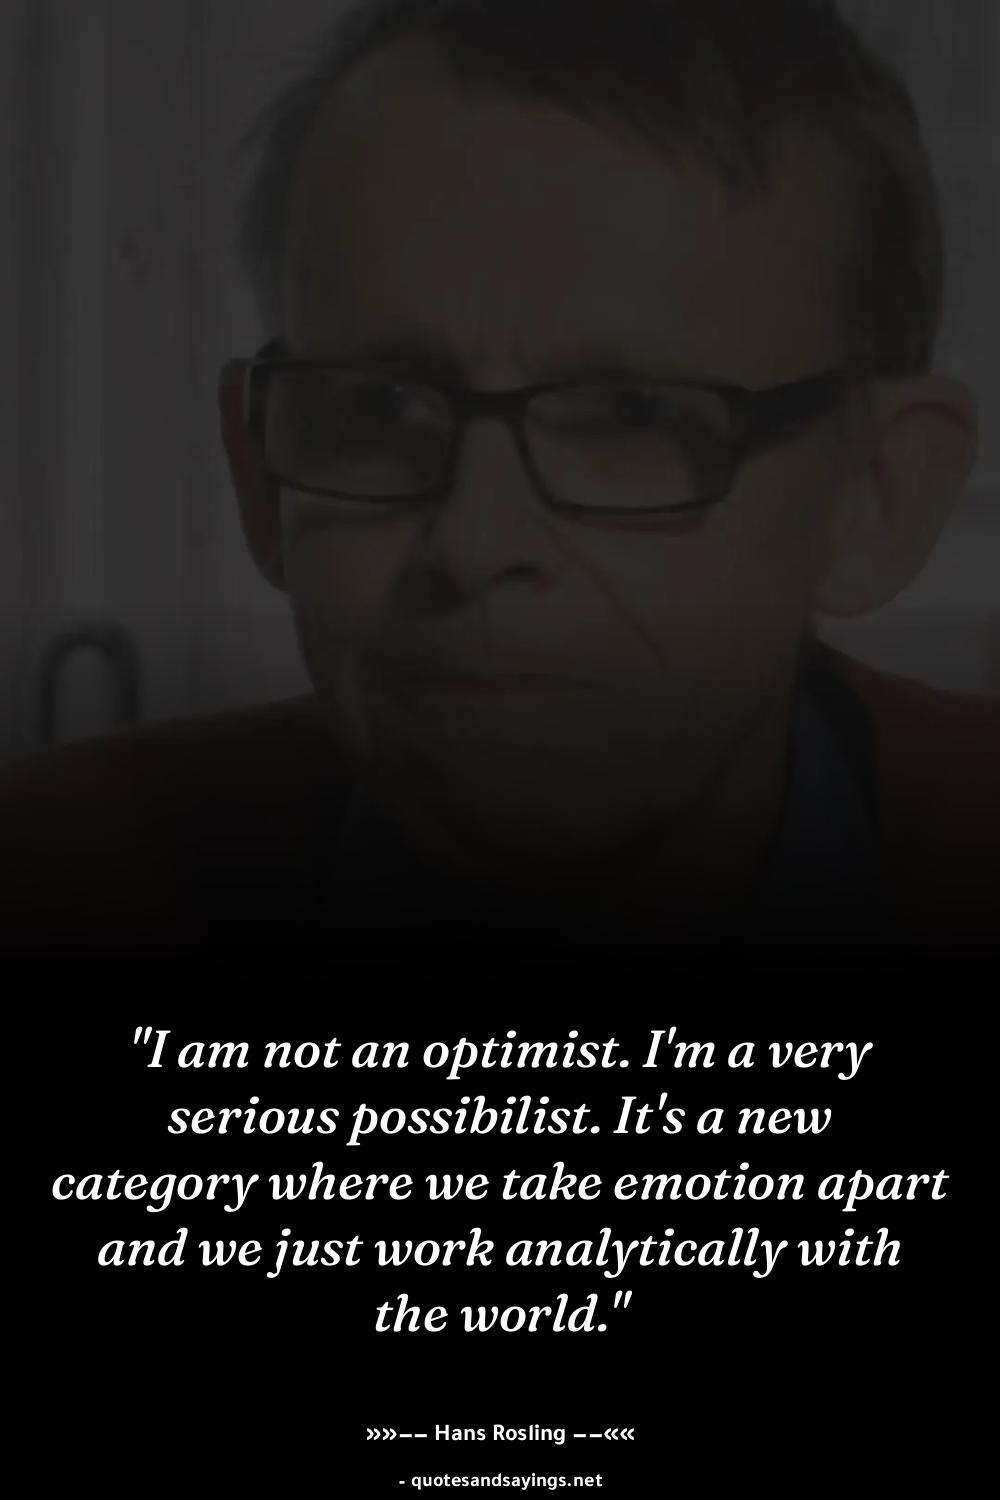 "I am not an optimist. I'm a very
serious possibilist. It's a new
category where we take emotion apart
and we just work analytically with
the world."
»»−− Hans Rosling −−««
- quotesandsayings.net